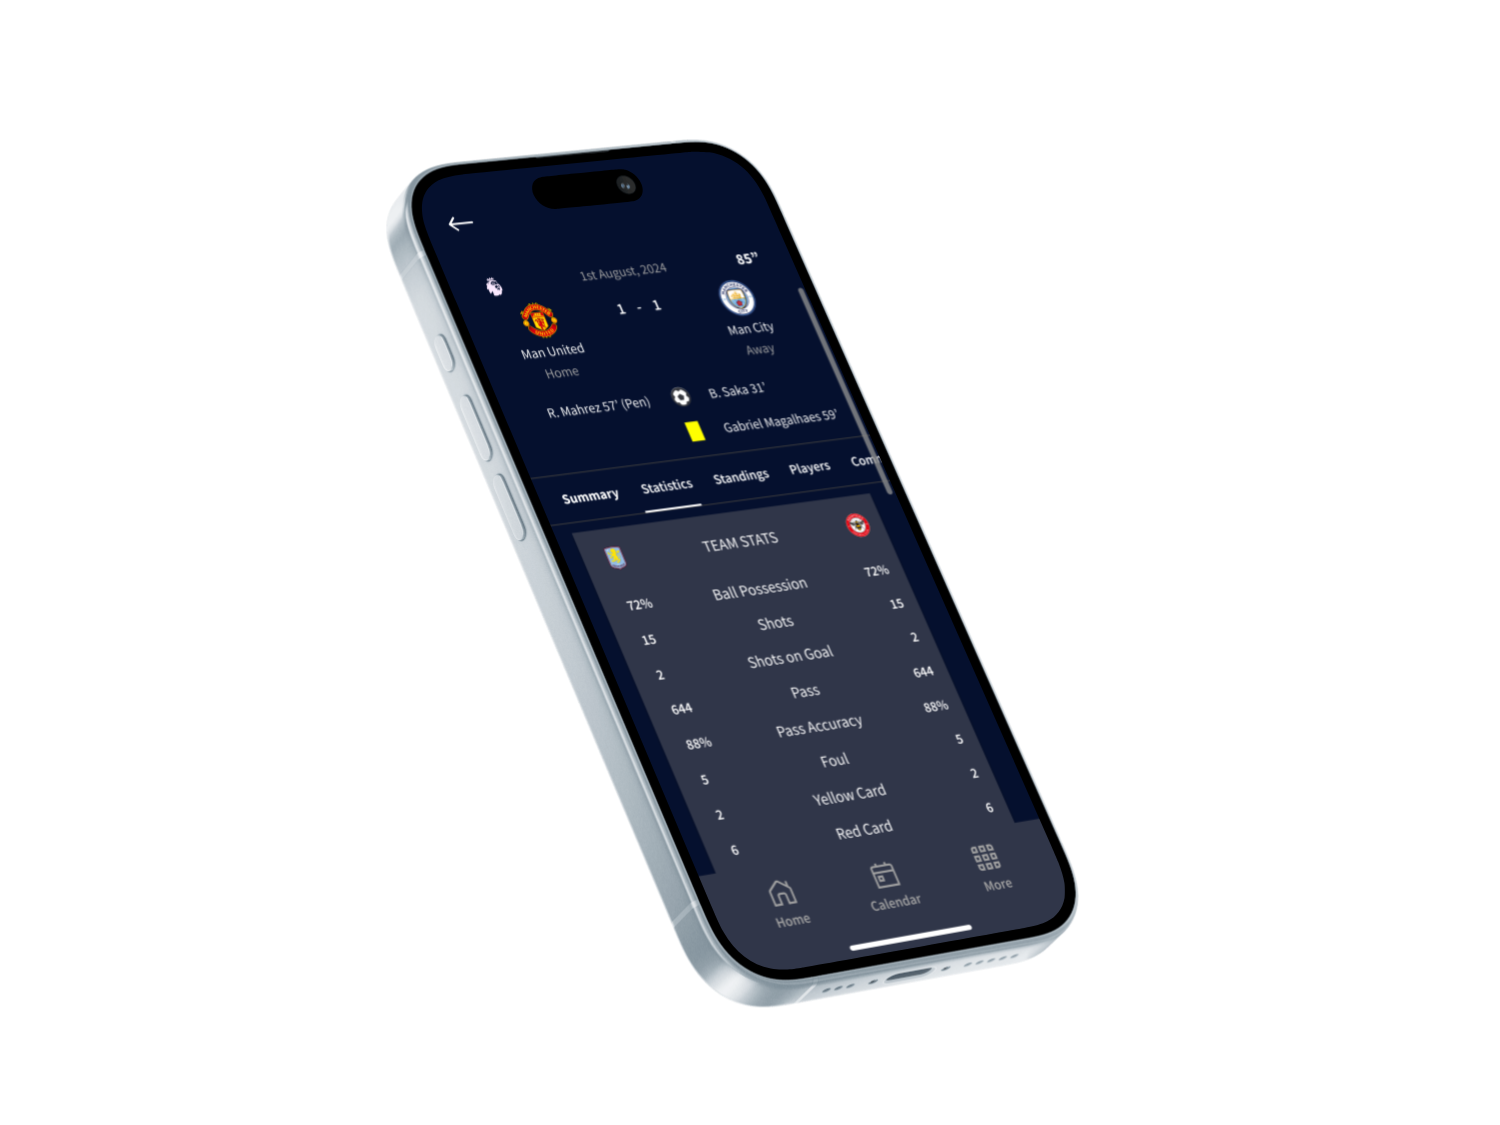 85”
1st August, 2024
1 - 1
Man United
Man City
Home
Away
R. Mahrez 57' (Pen)
B. Saka 31'
Gabriel Magalhaes 59'
Summary Statistics Standings Players
TEAM STATS
72% Ball Possession 72%
15 Shots 15
2 Shots on Goal 2
644 Pass 644
88% Pass Accuracy 88%
5 Foul 5
2 Yellow Card 2
6 Red Card 6
Home Calendar More